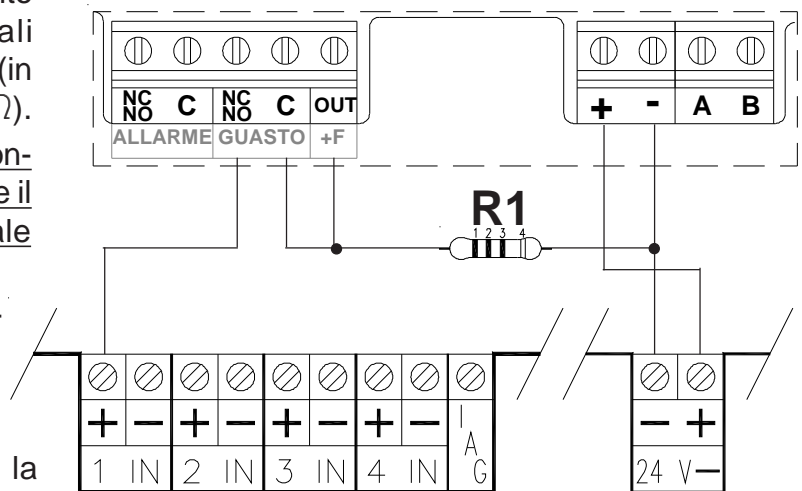 ali
(in
Ω).
on-
e il
ale
la
NC C NC C OUT
NO NO
ALLARME GUASTO +F
+ - A B
R1
1 2 3 4
+ − + − + − + − I
A
1 IN 2 IN 3 IN 4 IN G
− +
24 V−